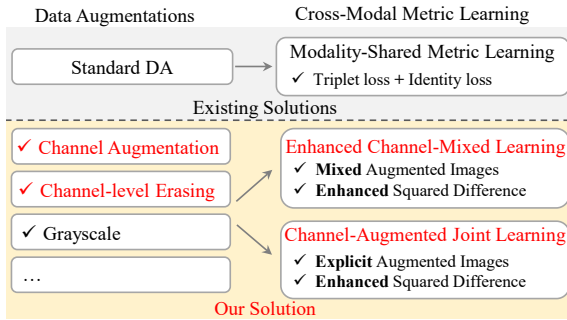 Data Augmentations
Cross-Modal Metric Learning
Standard DA
Modality-Shared Metric Learning
✓ Triplet loss + Identity loss
Existing Solutions
✓ Channel Augmentation
✓ Channel-level Erasing
✓ Grayscale
…
Enhanced Channel-Mixed Learning
✓ Mixed Augmented Images
✓ Enhanced Squared Difference
Channel-Augmented Joint Learning
✓ Explicit Augmented Images
✓ Enhanced Squared Difference
Our Solution